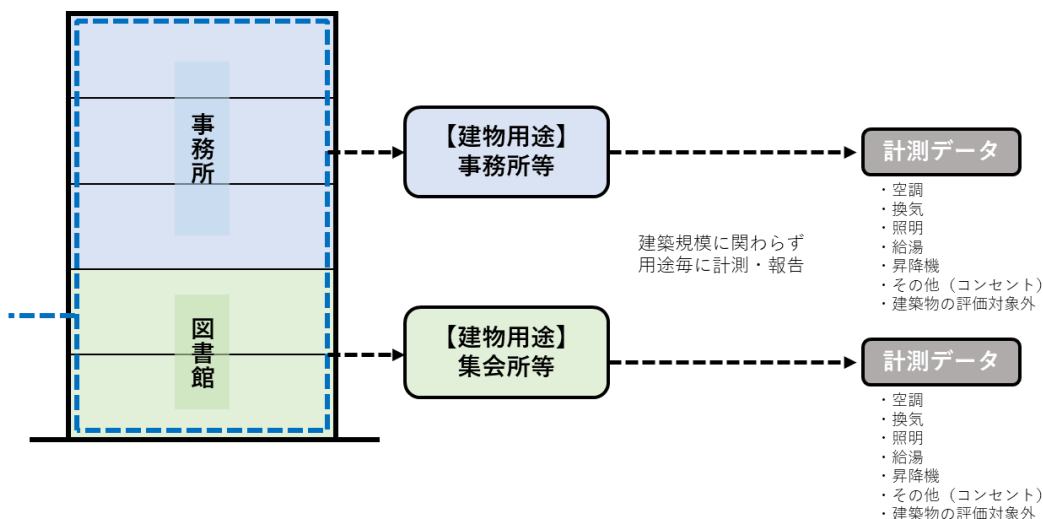 事務所
【建物用途】
事務所等
計測データ
・空調
・換気
・照明
・給湯
・昇降機
・その他（コンセント）
・建築物の評価対象外
建築規模に関わらず
用途毎に計測・報告
図書館
【建物用途】
集会所等
計測データ
・空調
・換気
・照明
・給湯
・昇降機
・その他（コンセント）
・建築物の評価対象外